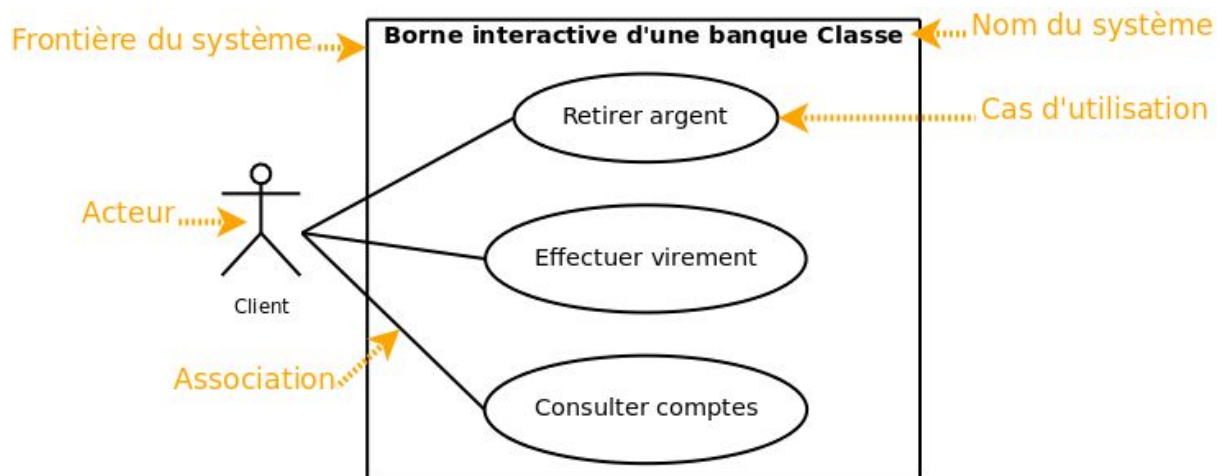 Frontière du système
Borne interactive d'une banque Classe
Nom du système
Retirer argent
Cas d'utilisation
Acteur
Effectuer virement
Client
Association
Consulter comptes